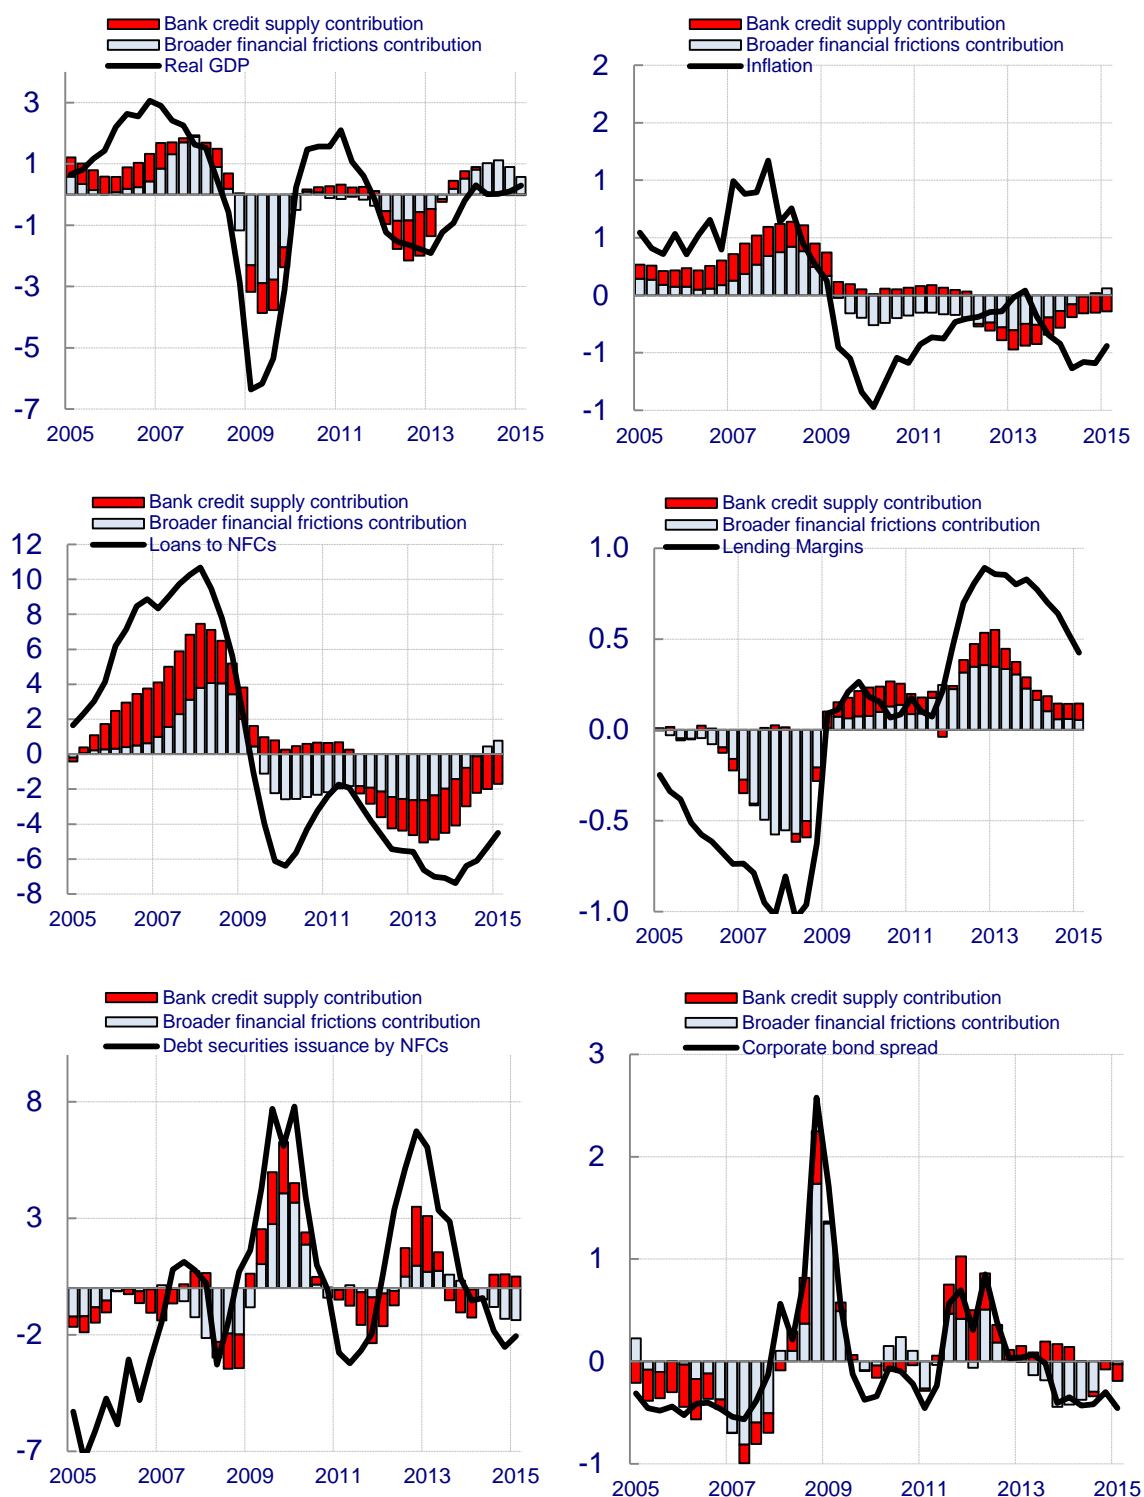 Bank credit supply contribution
Broader financial frictions contribution
Real GDP
3
1
-1
-3
-5
-7
2005 2007 2009 2011 2013 2015
Bank credit supply contribution
Broader financial frictions contribution
Inflation
2
2
1
1
0
-1
-1
2005 2007 2009 2011 2013 2015
Bank credit supply contribution
Broader financial frictions contribution
Loans to NFCs
12
10
8
6
4
2
0
-2
-4
-6
-8
2005 2007 2009 2011 2013 2015
Bank credit supply contribution
Broader financial frictions contribution
Lending Margins
1.0
0.5
0.0
-0.5
-1.0
2005 2007 2009 2011 2013 2015
Bank credit supply contribution
Broader financial frictions contribution
Debt securities issuance by NFCs
8
3
-2
-7
2005 2007 2009 2011 2013 2015
Bank credit supply contribution
Broader financial frictions contribution
Corporate bond spread
3
2
1
0
-1
2005 2007 2009 2011 2013 2015